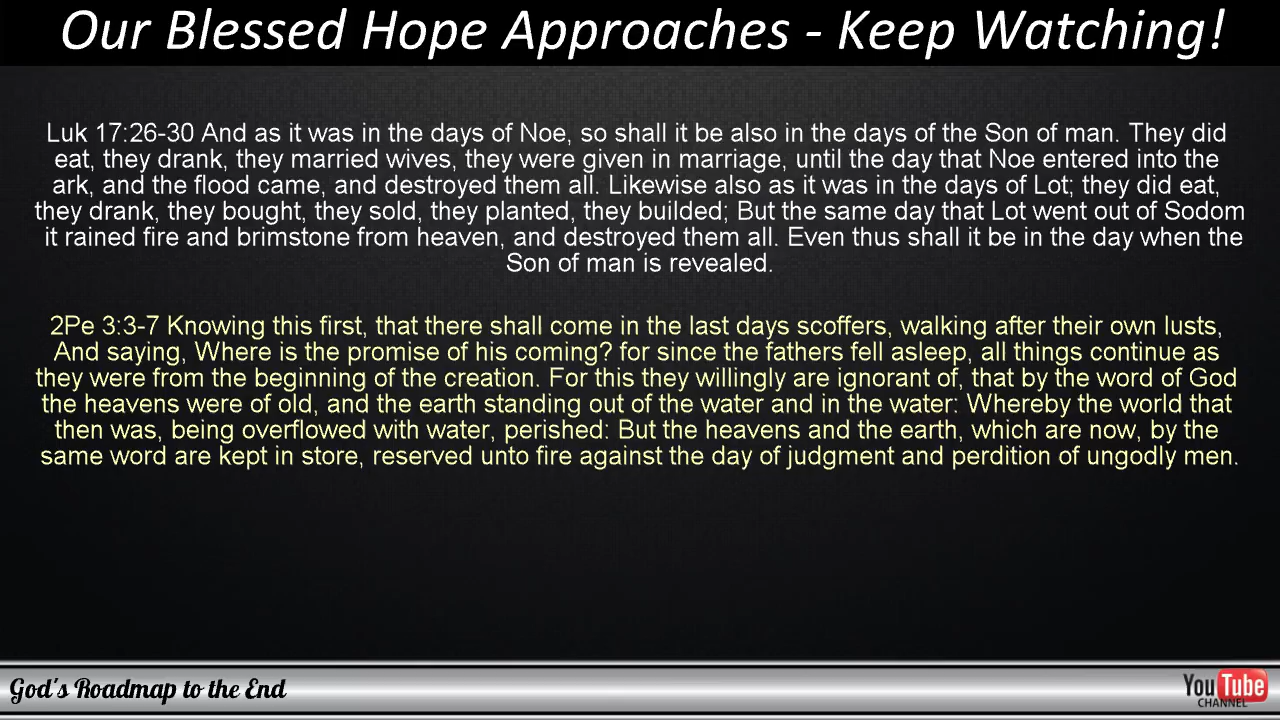 Our Blessed Hope Approaches - Keep Watching!
Luk 17:26-30 And as it was in the days of Noe, so shall it be also in the days of the Son of man. They did
eat, they drank, they married wives, they were given in marriage, until the day that Noe entered into the
ark, and the flood came, and destroyed them all. Likewise also as it was in the days of Lot; they did eat,
they drank, they bought, they sold, they planted, they builded; But the same day that Lot went out of Sodom
it rained fire and brimstone from heaven, and destroyed them all. Even thus shall it be in the day when the
Son of man is revealed.
2Pe 3:3-7 Knowing this first, that there shall come in the last days scoffers, walking after their own lusts,
And saying, Where is the promise of his coming? for since the fathers fell asleep, all things continue as
they were from the beginning of the creation. For this they willingly are ignorant of, that by the word of God
the heavens were of old, and the earth standing out of the water and in the water: Whereby the world that
then was, being overflowed with water, perished: But the heavens and the earth, which are now, by the
same word are kept in store, reserved unto fire against the day of judgment and perdition of ungodly men.
God's Roadmap to the End
YouTube
CHANNEL